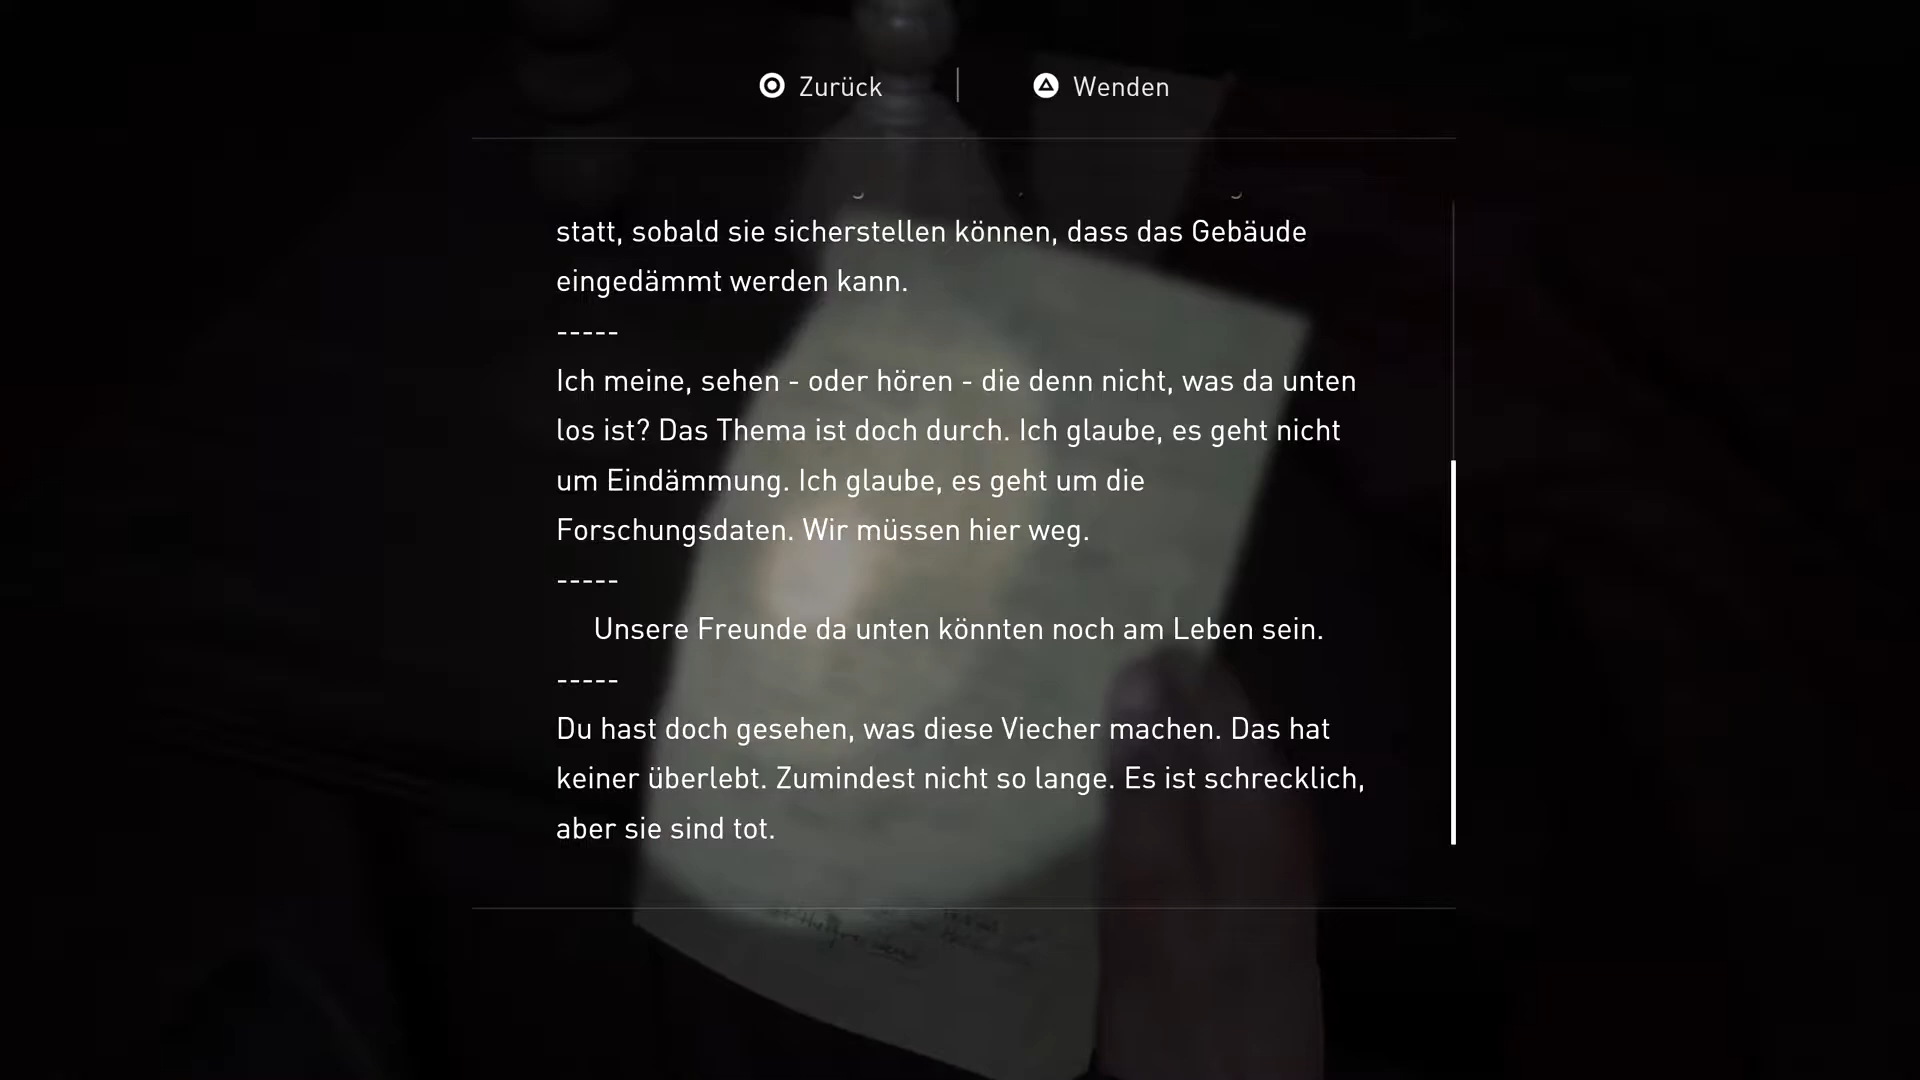 Zurück
Wenden
statt, sobald sie sicherstellen können, dass das Gebäude
eingedämmt werden kann.
-----
Ich meine, sehen - oder hören - die denn nicht, was da unten
los ist? Das Thema ist doch durch. Ich glaube, es geht nicht
um Eindämmung. Ich glaube, es geht um die
Forschungsdaten. Wir müssen hier weg.
-----
Unsere Freunde da unten könnten noch am Leben sein.
-----
Du hast doch gesehen, was diese Viecher machen. Das hat
keiner überlebt. Zumindest nicht so lange. Es ist schrecklich,
aber sie sind tot.